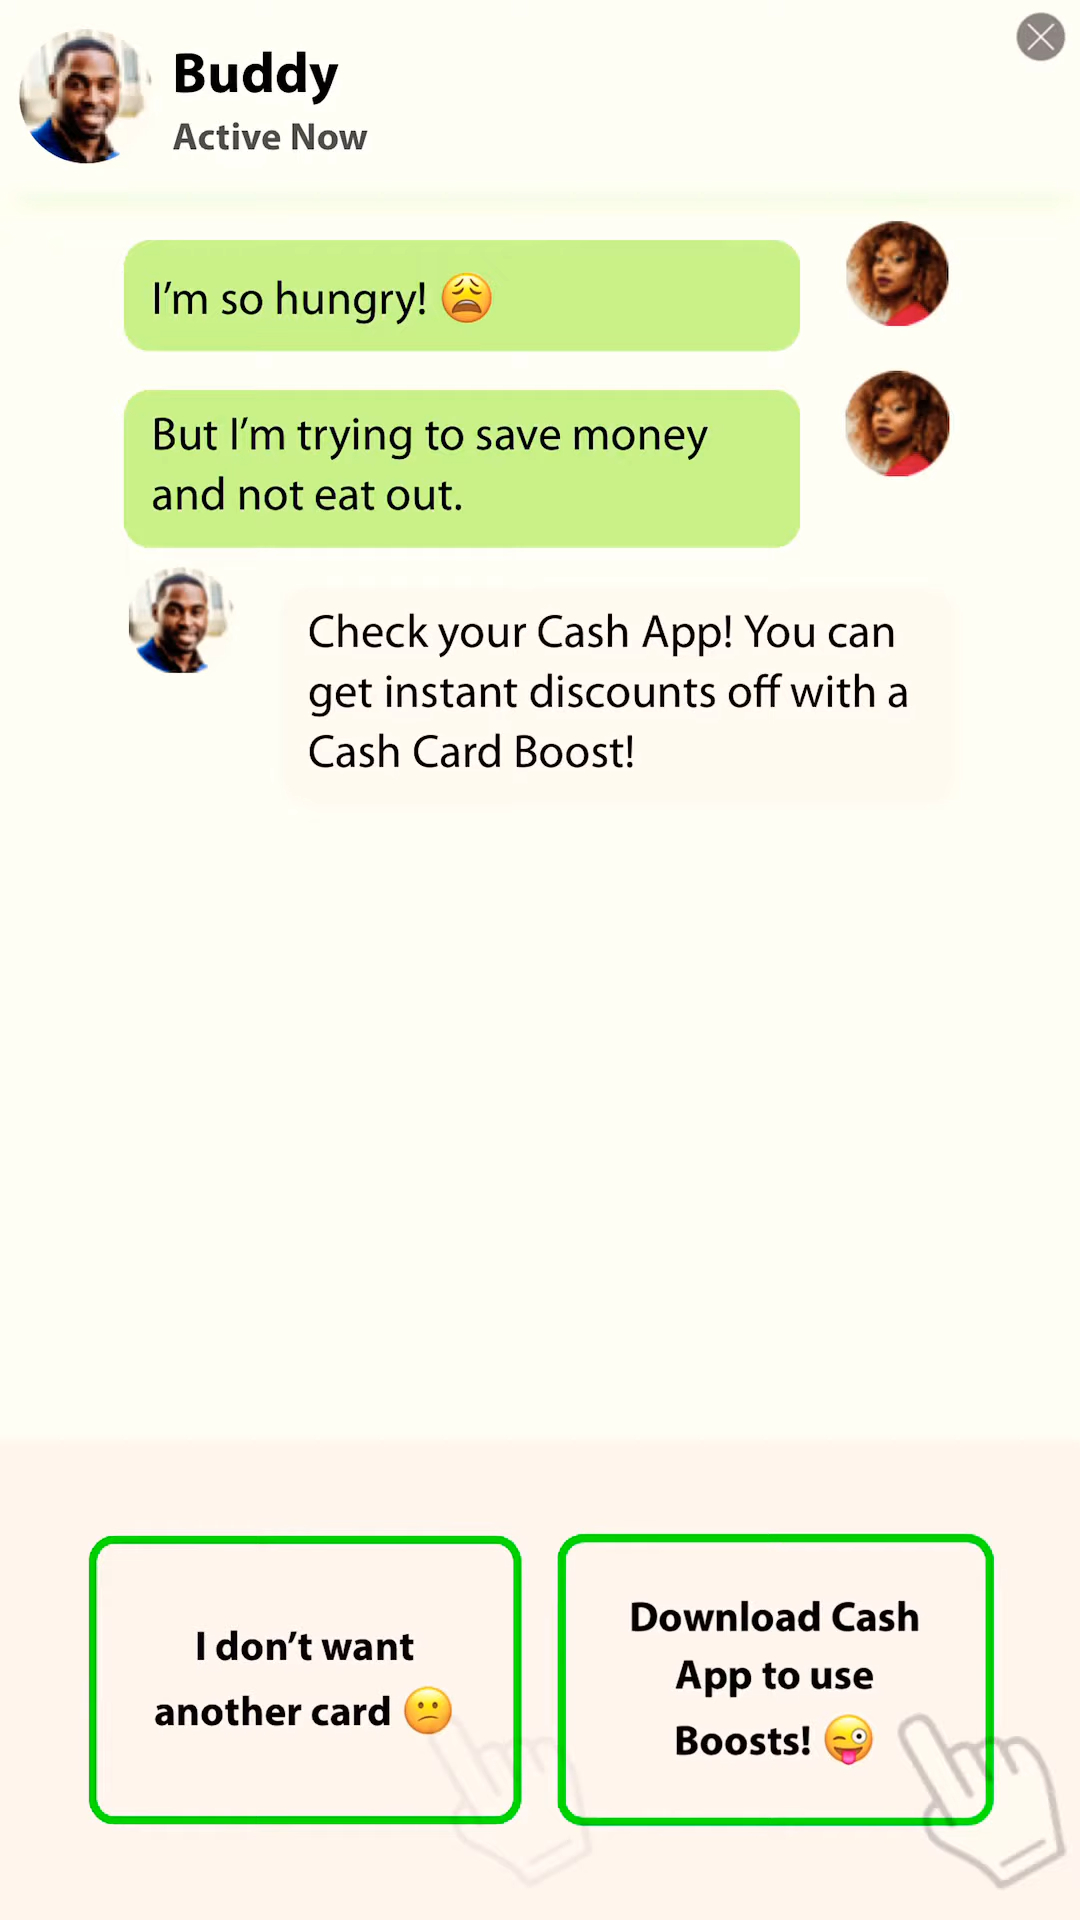 Buddy
Active Now
I’m so hungry! 😩
But I’m trying to save money
and not eat out.
Check your Cash App! You can
get instant discounts off with a
Cash Card Boost!
I don’t want
another card 😕
Download Cash
App to use
Boosts! 😜